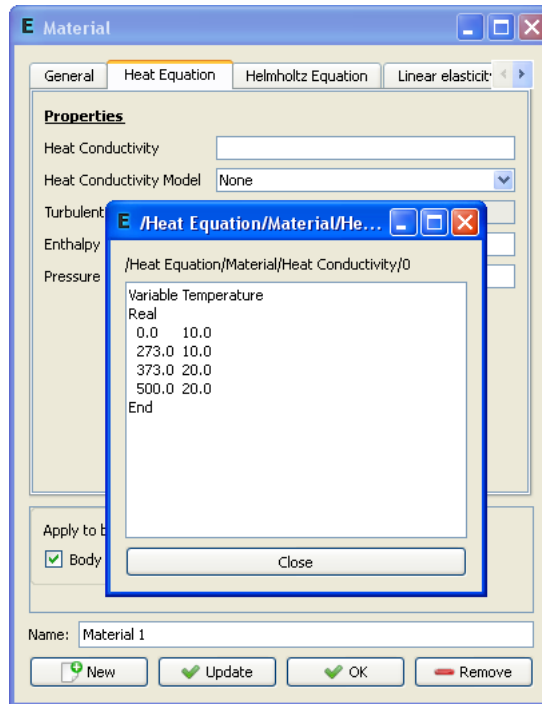 E Material
General Heat Equation Helmholtz Equation Linear elasticit
Properties
Heat Conductivity
Heat Conductivity Model None
Turbulent
Enthalpy
Pressure
E /Heat Equation/Material/He...
/Heat Equation/Material/Heat Conductivity/0
Variable Temperature
Real
0.0 10.0
273.0 10.0
373.0 20.0
500.0 20.0
End
Close
Apply to b
Body
Name: Material 1
New Update OK Remove